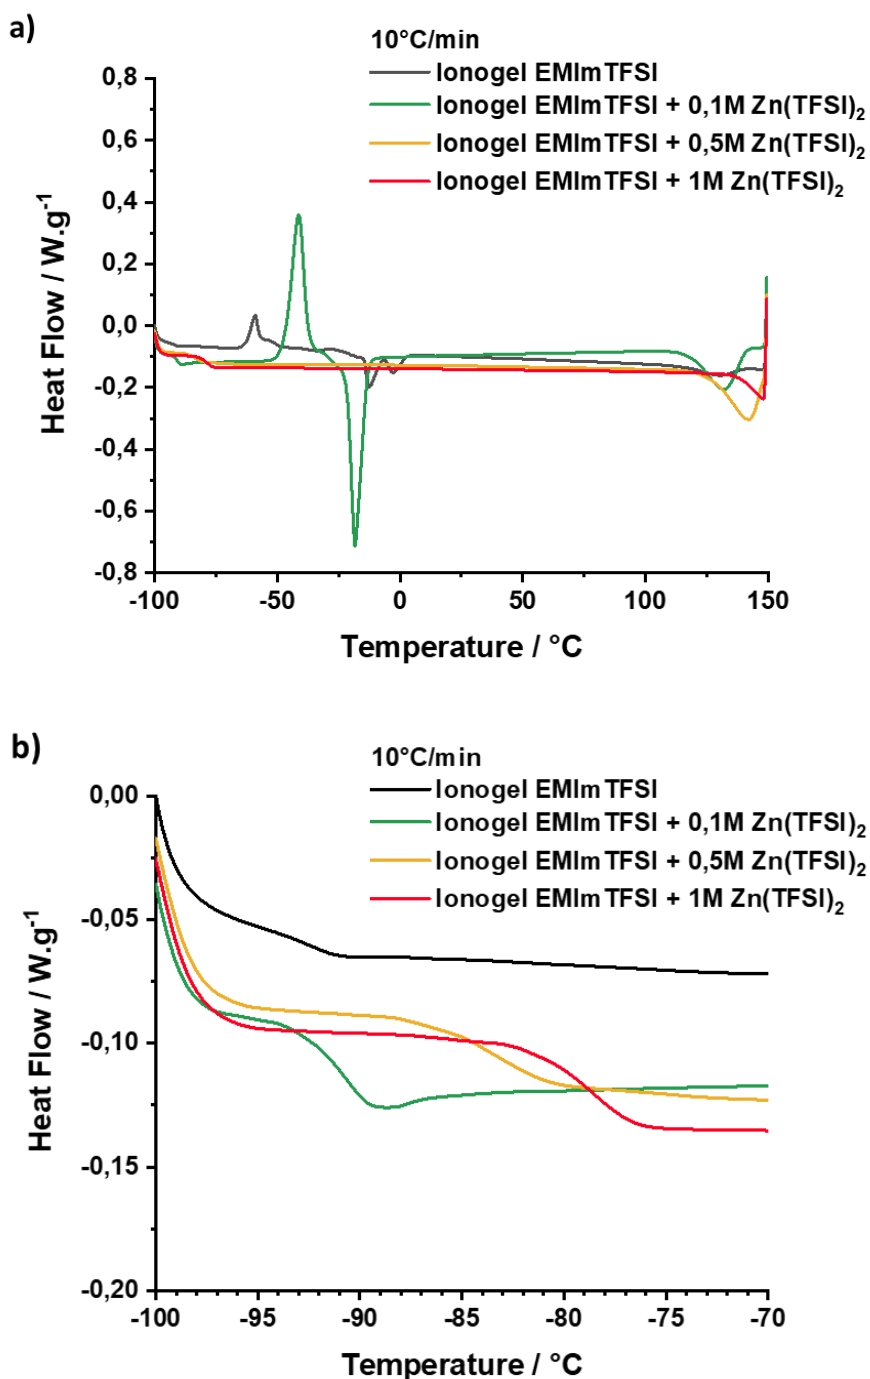 a)
10°C/min
Ionogel EMImTFSI
Ionogel EMImTFSI + 0,1M Zn(TFSI)₂
Ionogel EMImTFSI + 0,5M Zn(TFSI)₂
Ionogel EMImTFSI + 1M Zn(TFSI)₂
0,8
0,6
0,4
0,2
0,0
-0,2
-0,4
-0,6
-0,8
Heat Flow / W.g⁻¹
-100 -50 0 50 100 150
Temperature / °C
b)
10°C/min
Ionogel EMImTFSI
Ionogel EMImTFSI + 0,1M Zn(TFSI)₂
Ionogel EMImTFSI + 0,5M Zn(TFSI)₂
Ionogel EMImTFSI + 1M Zn(TFSI)₂
0,00
-0,05
-0,10
-0,15
-0,20
Heat Flow / W.g⁻¹
-100 -95 -90 -85 -80 -75 -70
Temperature / °C